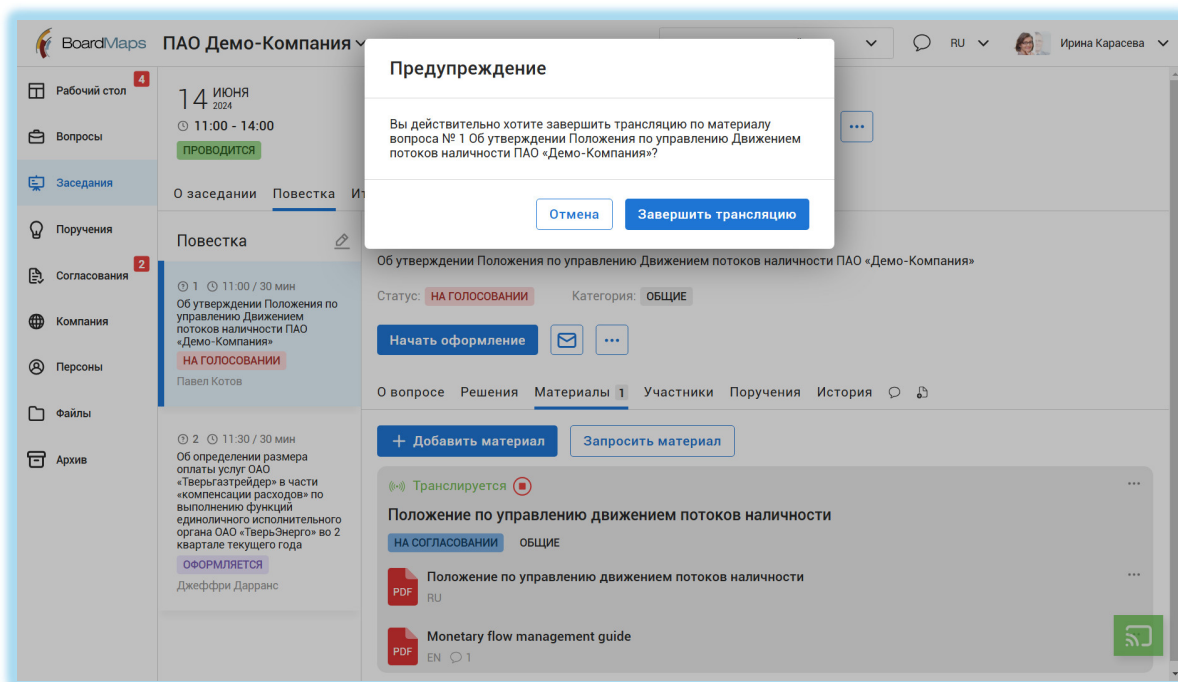 BoardMaps
ПАО Демо-Компания
RU
Ирина Карасева
Рабочий стол
4
Вопросы
Заседания
Поручения
Согласования
2
Компания
Персоны
Файлы
Архив
14 ИЮНЯ
2024
11:00 - 14:00
ПРОВОДИТСЯ
О заседании Повестка Ит
Повестка
1 11:00 / 30 мин
Об утверждении Положения по
управлению Движением
потоков наличности ПАО
«Демо-Компания»
НА ГОЛОСОВАНИИ
Павел Котов
2 11:30 / 30 мин
Об определении размера
оплаты услуг ОАО
«Тверьгазтрейдер» в части
«компенсации расходов» по
выполнению функций
единоличного исполнительного
органа ОАО «ТверьЭнерго» во 2
квартале текущего года
ОФОРМЛЯЕТСЯ
Джеффри Дарранс
Предупреждение
Вы действительно хотите завершить трансляцию по материалу
вопроса № 1 Об утверждении Положения по управлению Движением
потоков наличности ПАО «Демо-Компания»?
Отмена Завершить трансляцию
Об утверждении Положения по управлению Движением потоков наличности ПАО «Демо-Компания»
Статус: НА ГОЛОСОВАНИИ Категория: ОБЩИЕ
Начать оформление
О вопросе Решения Материалы 1 Участники Поручения История
+ Добавить материал Запросить материал
Транслируется
Положение по управлению движением потоков наличности
НА СОГЛАСОВАНИИ ОБЩИЕ
PDF Положение по управлению движением потоков наличности
RU
PDF Monetary flow management guide
EN 1